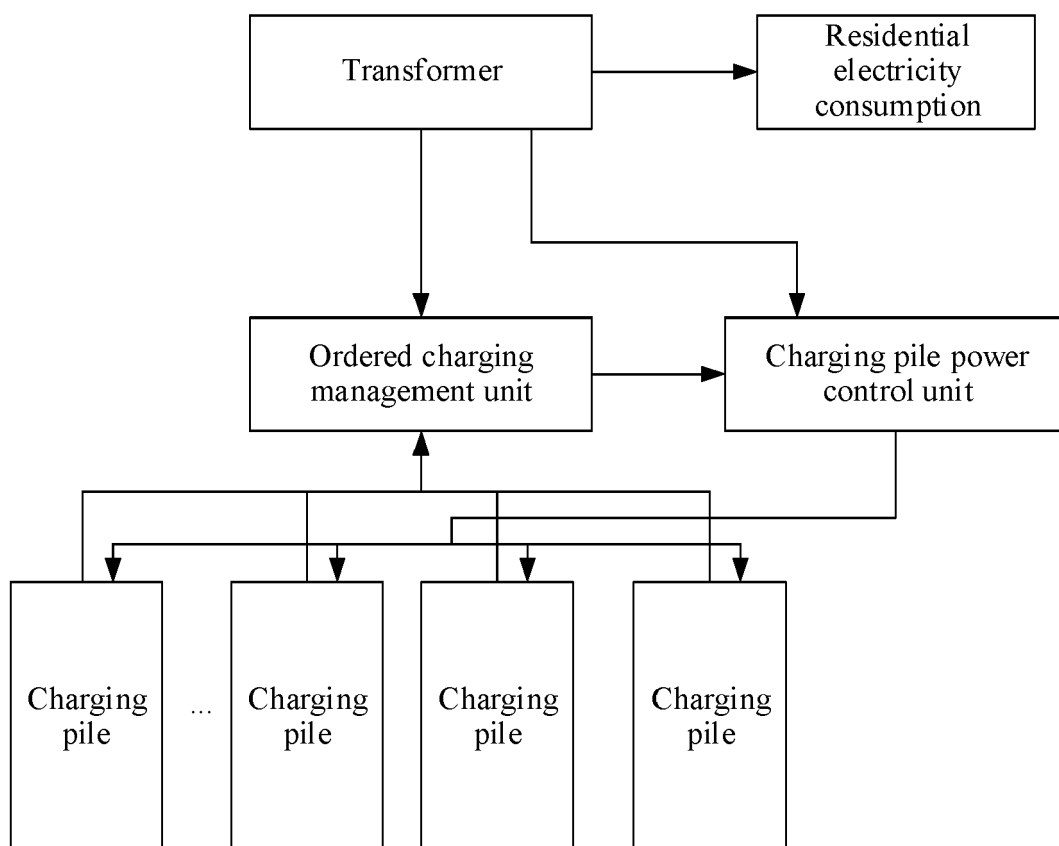 Transformer
Residential
electricity
consumption
Ordered charging
management unit
Charging pile power
control unit
Charging
pile
...
Charging
pile
Charging
pile
Charging
pile